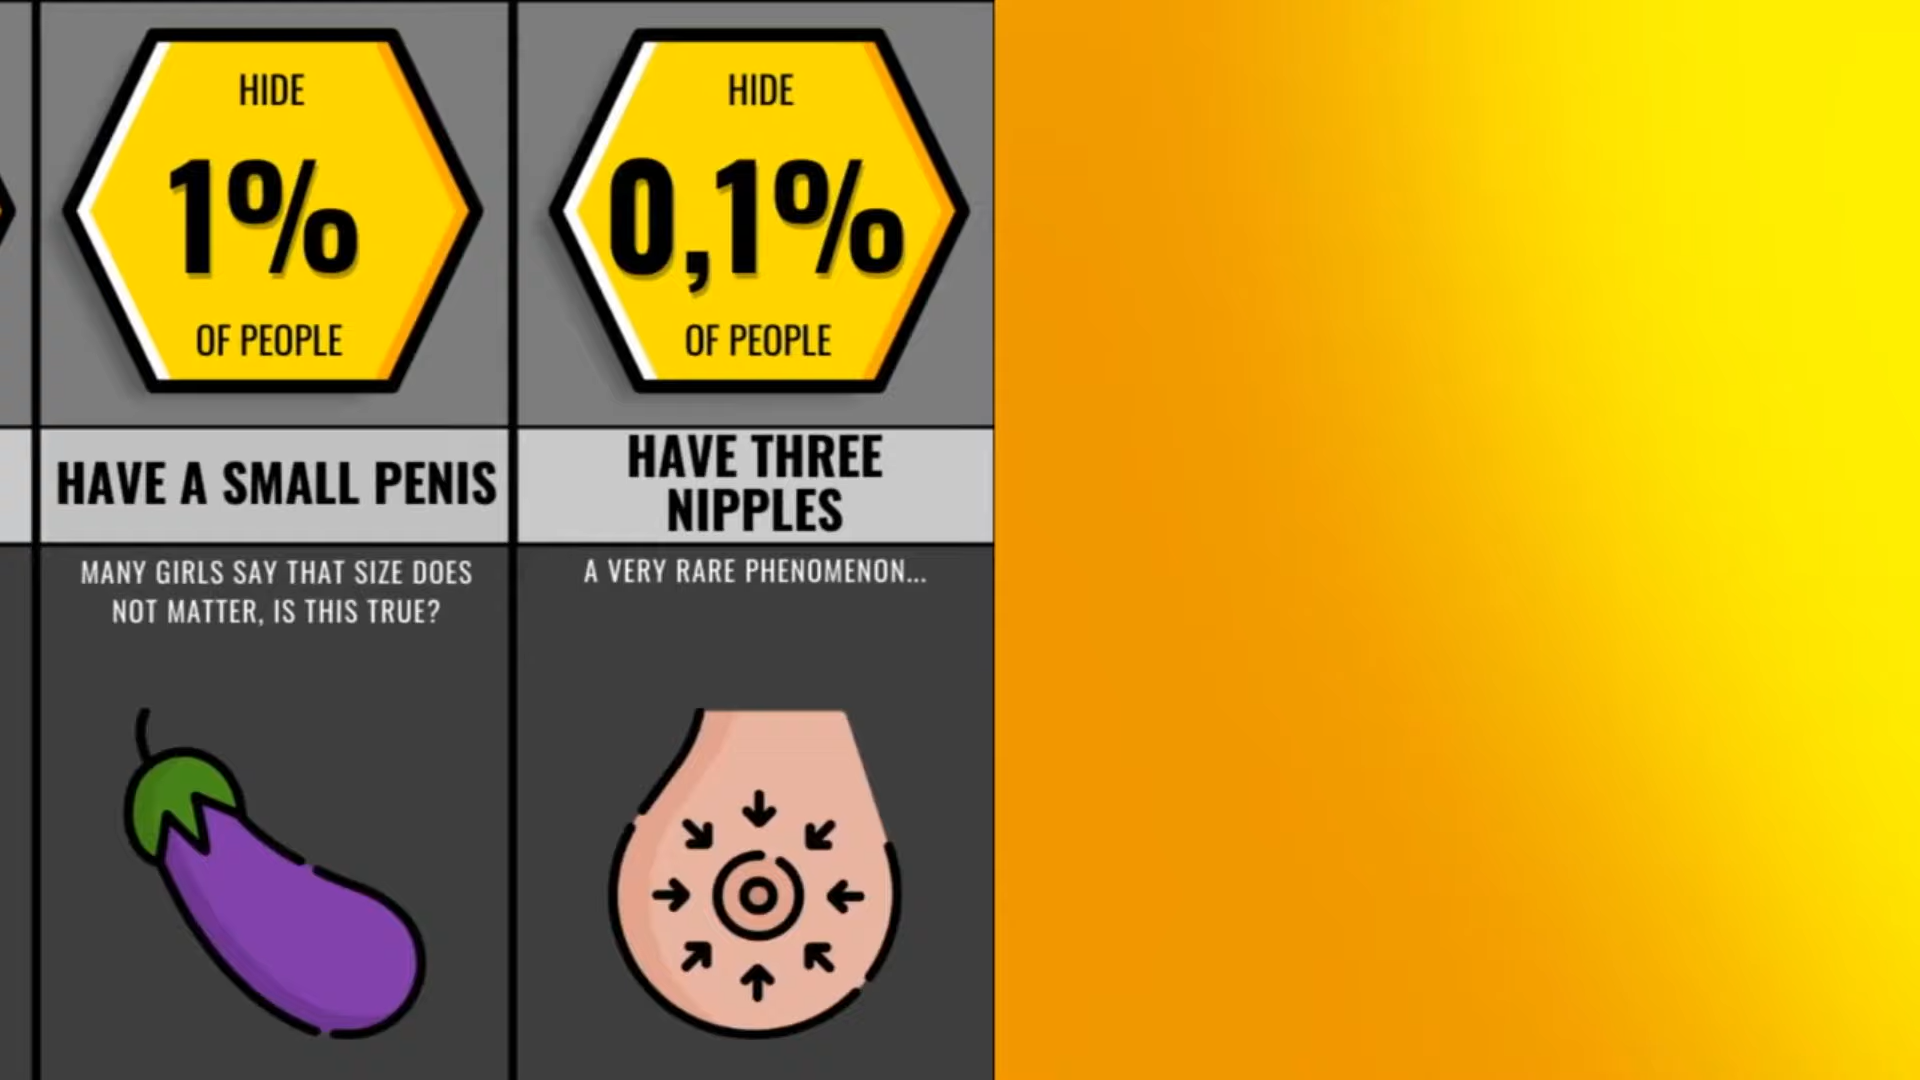 HIDE
1%
OF PEOPLE
HAVE A SMALL PENIS
MANY GIRLS SAY THAT SIZE DOES
NOT MATTER, IS THIS TRUE?
HIDE
0,1%
OF PEOPLE
HAVE THREE
NIPPLES
A VERY RARE PHENOMENON...